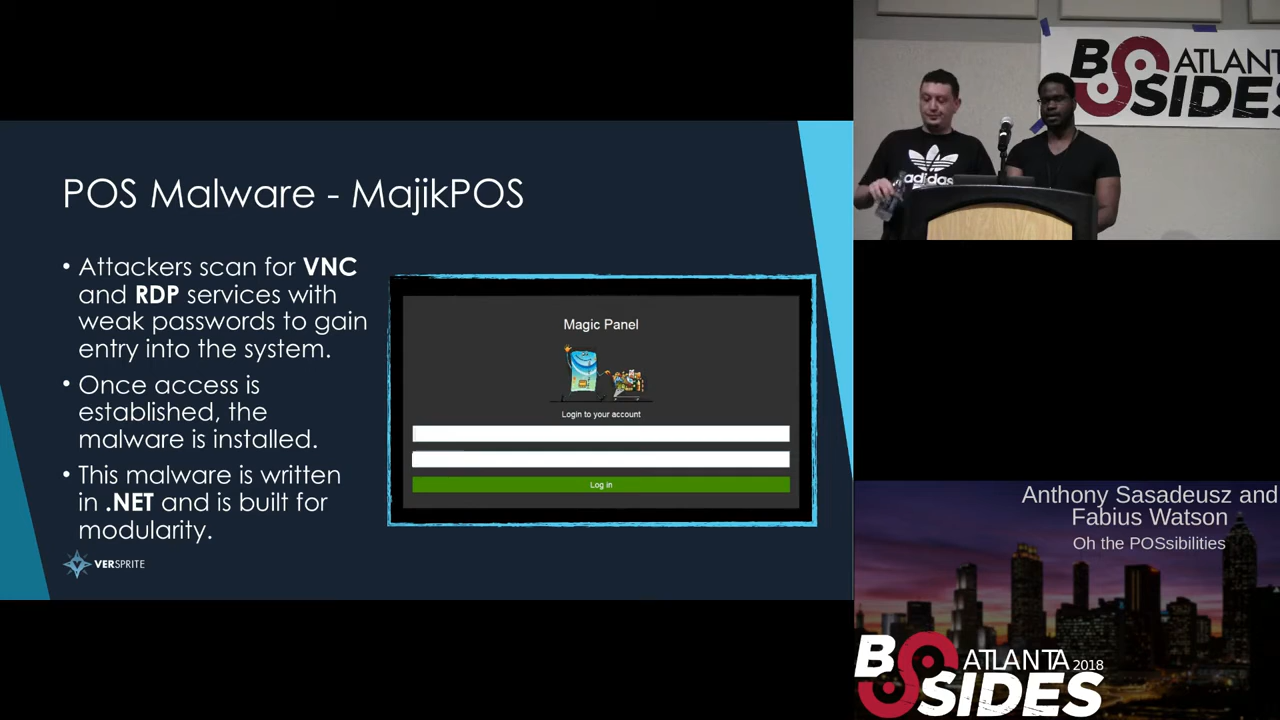 POS Malware - MajikPOS
• Attackers scan for VNC
and RDP services with
weak passwords to gain
entry into the system.
• Once access is
established, the
malware is installed.
• This malware is written
in .NET and is built for
modularity.
VERSPRITE
Magic Panel
Login to your account
Log in
BSIDES ATLANTA
adidas
Anthony Sasadeusz and
Fabius Watson
Oh the POSsibilities
BSIDES ATLANTA 2018